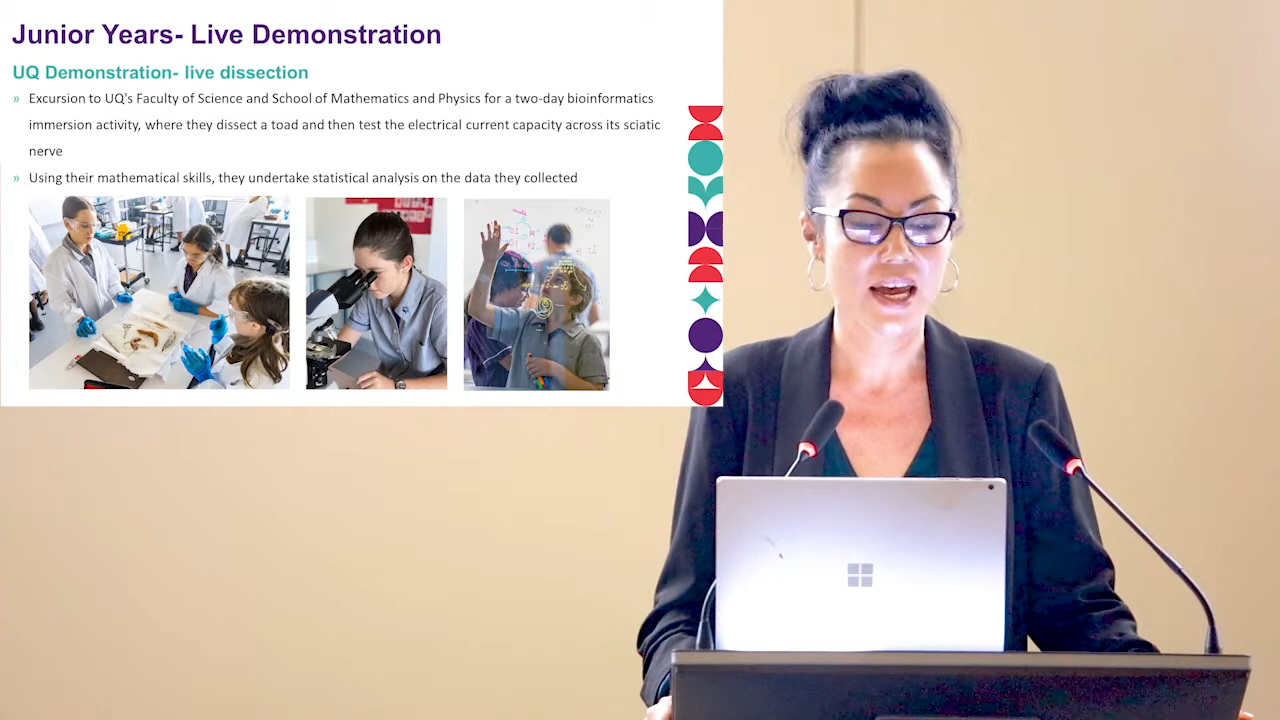 Junior Years- Live Demonstration
UQ Demonstration- live dissection
» Excursion to UQ's Faculty of Science and School of Mathematics and Physics for a two-day bioinformatics
immersion activity, where they dissect a toad and then test the electrical current capacity across its sciatic
nerve
» Using their mathematical skills, they undertake statistical analysis on the data they collected